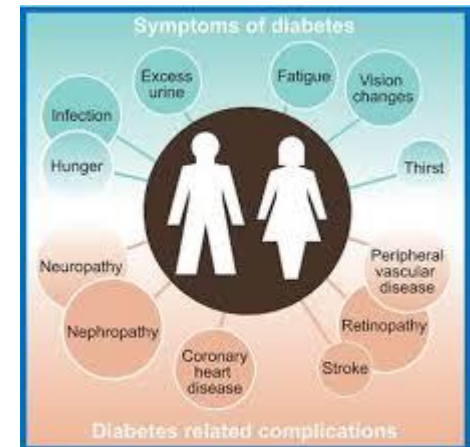 Symptoms of diabetes
Excess
urine
Fatigue
Vision
changes
Infection
Hunger
Thirst
Neuropathy
Peripheral
vascular
disease
Nephropathy
Retinopathy
Coronary
heart
disease
Stroke
Diabetes related complications